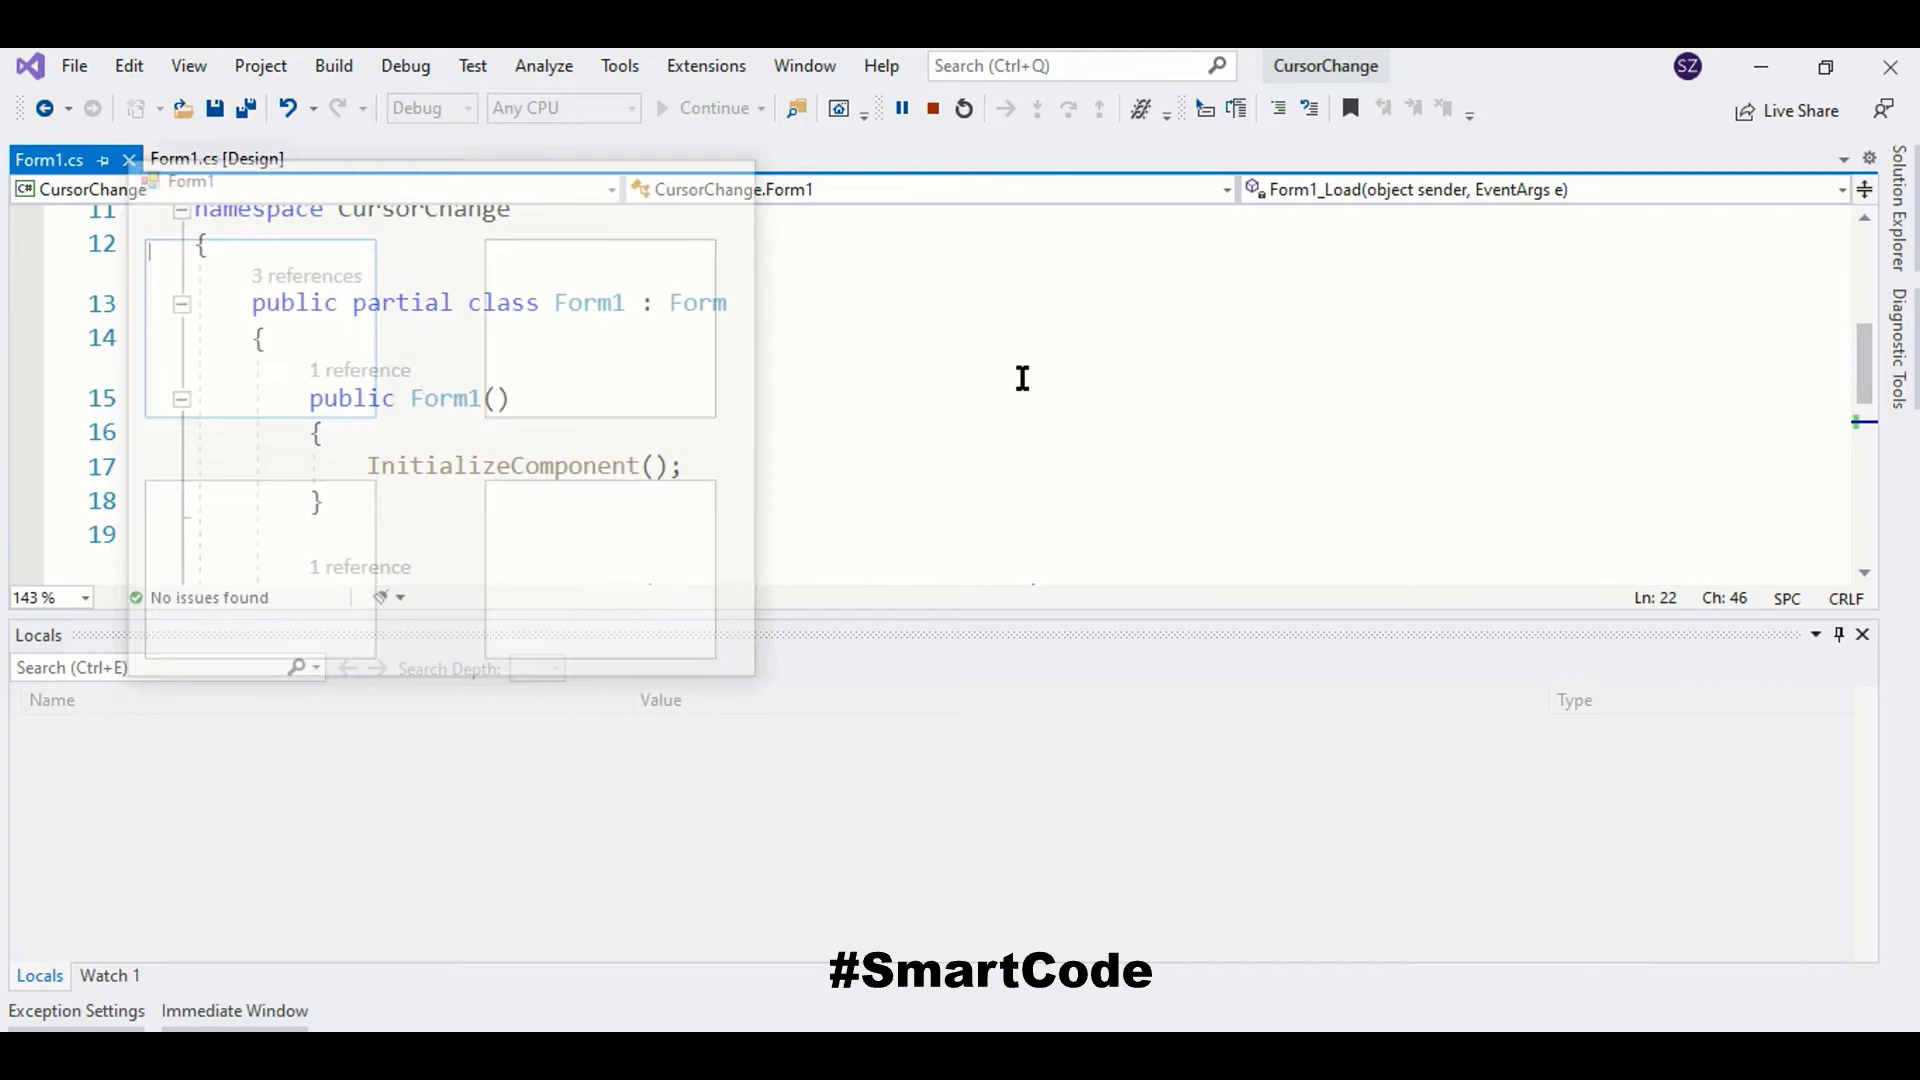 File Edit View Project Build Debug Test Analyze Tools Extensions Window Help Search (Ctrl+Q) CursorChange SZ
Debug Any CPU Continue Live Share
Form1.cs Form1.cs [Design]
Form1
CursorChange CursorChange.Form1 Form1_Load(object sender, EventArgs e)
11 namespace CursorChange
12 {
3 references
13 public partial class Form1 : Form
14 {
1 reference
15 public Form1()
16 {
17 InitializeComponent();
18 }
19
1 reference
143 % No issues found Ln: 22 Ch: 46 SPC CRLF
Locals
Search (Ctrl+E) Search Depth:
Name Value Type
#SmartCode
Locals Watch 1
Exception Settings Immediate Window
Solution Explorer
Diagnostic Tools